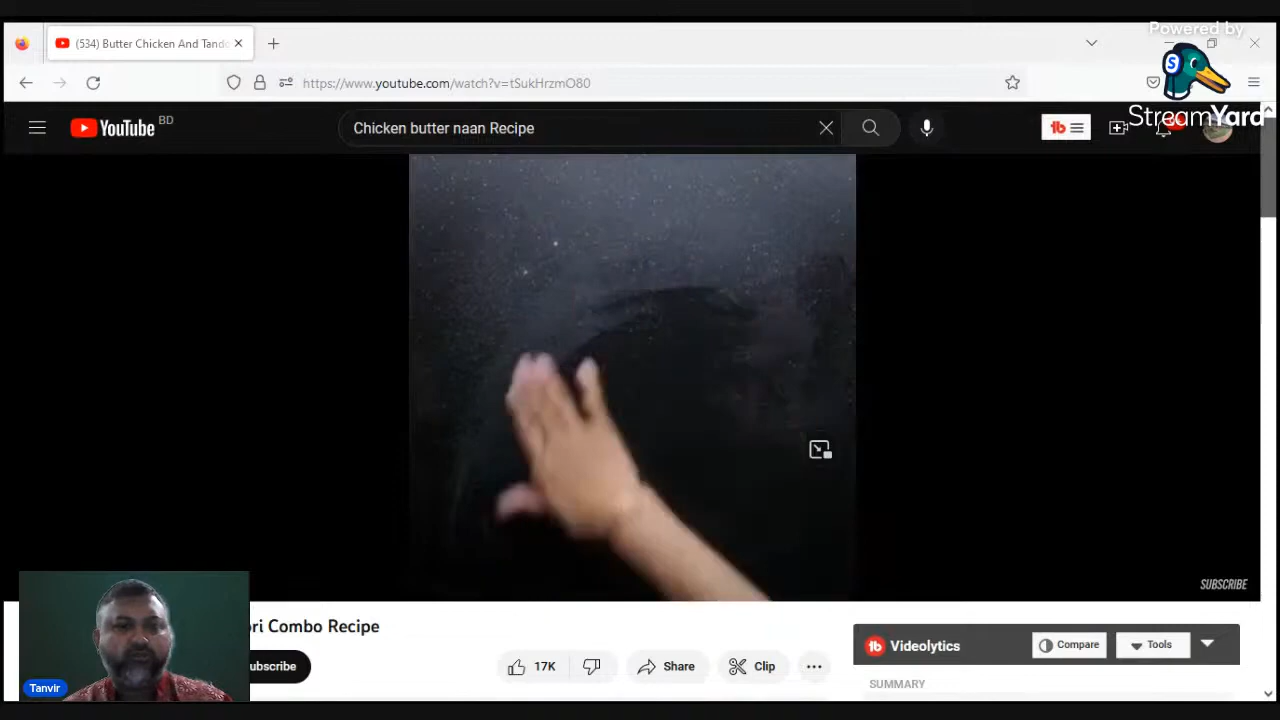 Powered by
StreamYard
(534) Butter Chicken And Tand
https://www.youtube.com/watch?v=tSukHrzmO80
YouTube
BD
Chicken butter naan Recipe
SUBSCRIBE
ori Combo Recipe
ubscribe
17K
Share
Clip
Videolytics
Compare
Tools
SUMMARY
Tanvir